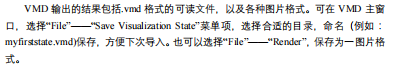 VMD 输出的结果包括.vmd 格式的可读文件，以及各种图片格式。可在 VMD 主窗
口，选择“File”——“Save Visualization State”菜单项，选择合适的目录，命名（例如：
myfirststate.vmd)保存，方便下次导入。也可以选择“File”——“Render”，保存为一图片格
式。